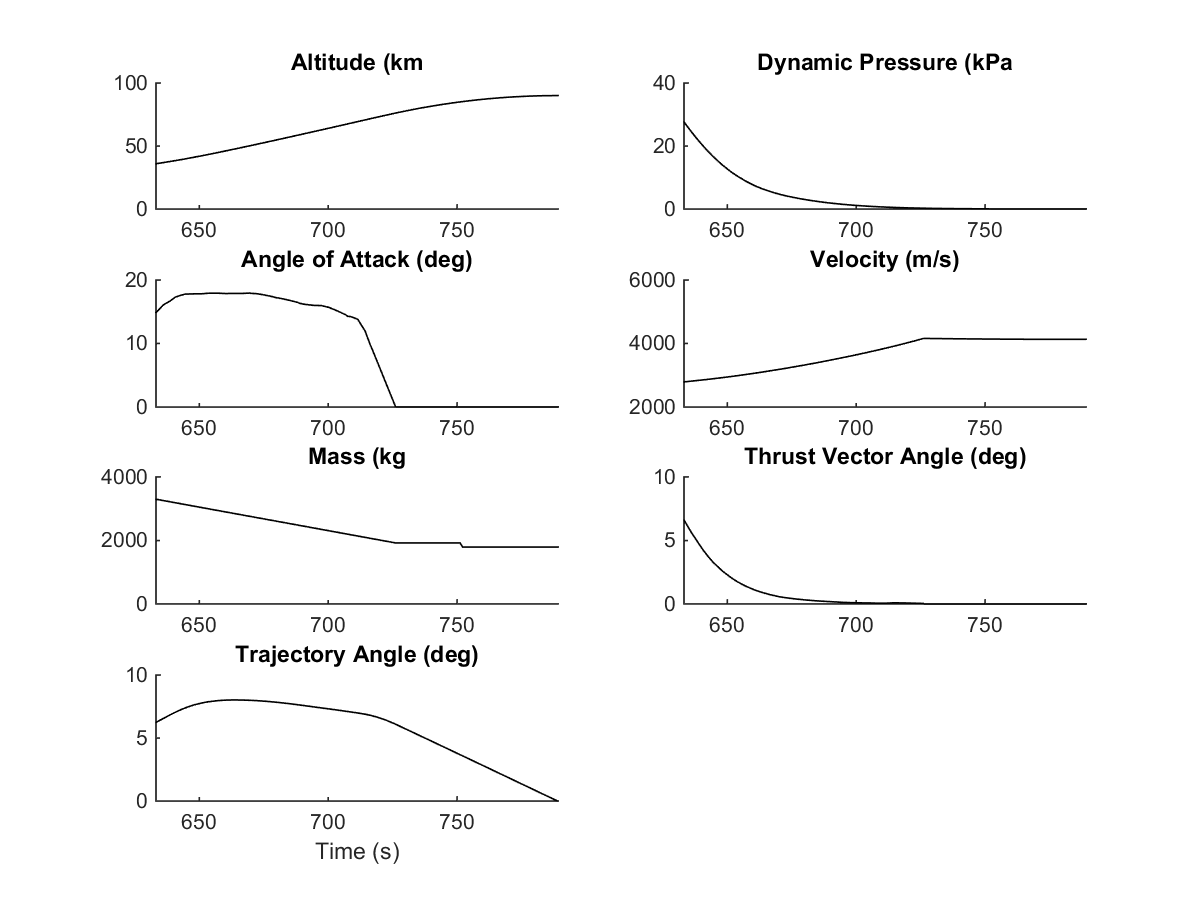 Altitude (km
100
50
0
650 700 750
Dynamic Pressure (kPa
40
20
0
650 700 750
Angle of Attack (deg)
20
10
0
650 700 750
Velocity (m/s)
6000
4000
2000
650 700 750
Mass (kg
4000
2000
0
650 700 750
Thrust Vector Angle (deg)
10
5
0
650 700 750
Trajectory Angle (deg)
10
5
0
650 700 750
Time (s)